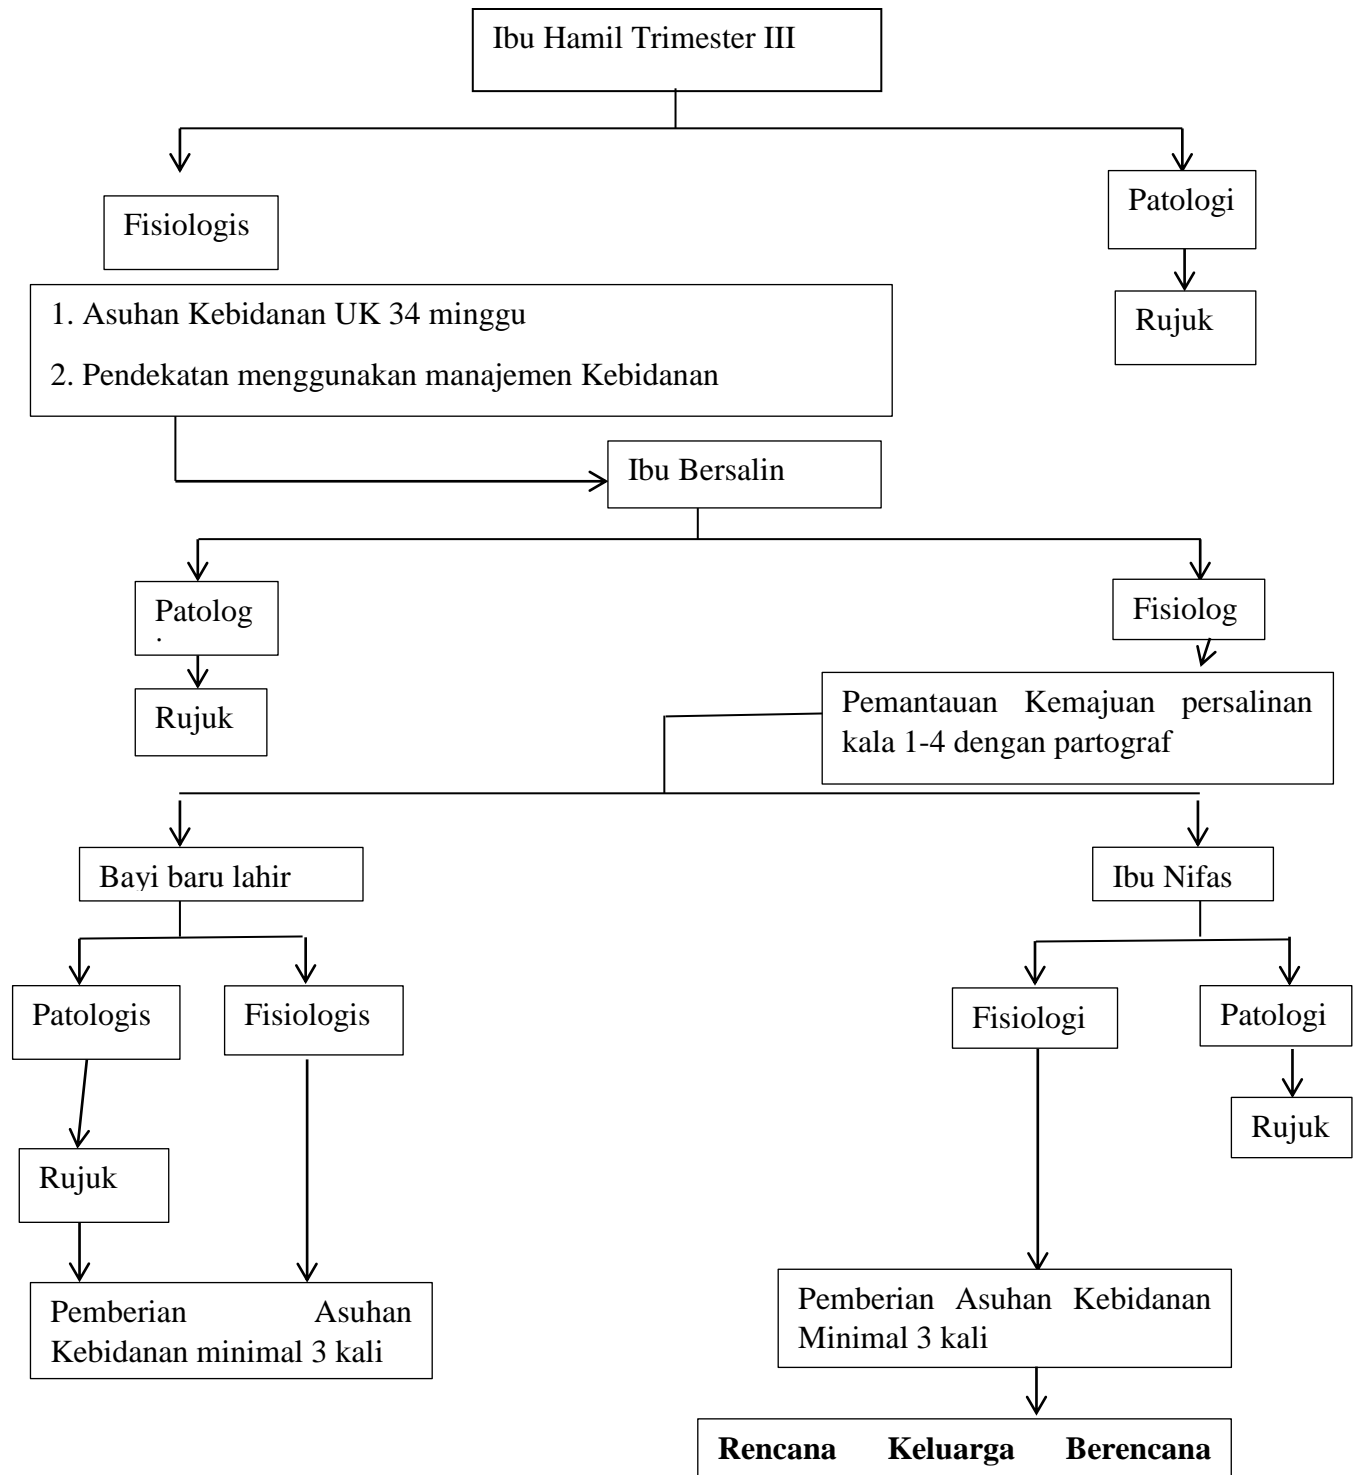 Ibu Hamil Trimester III
Fisiologis
Patologi
1. Asuhan Kebidanan UK 34 minggu
2. Pendekatan menggunakan manajemen Kebidanan
Rujuk
Ibu Bersalin
Patolog
Fisiolog
Rujuk
Pemantauan Kemajuan persalinan
kala 1-4 dengan partograf
Bayi baru lahir
Ibu Nifas
Patologis
Fisiologis
Fisiologi
Patologi
Rujuk
Rujuk
Pemberian Asuhan
Kebidanan minimal 3 kali
Pemberian Asuhan Kebidanan
Minimal 3 kali
Rencana Keluarga Berencana